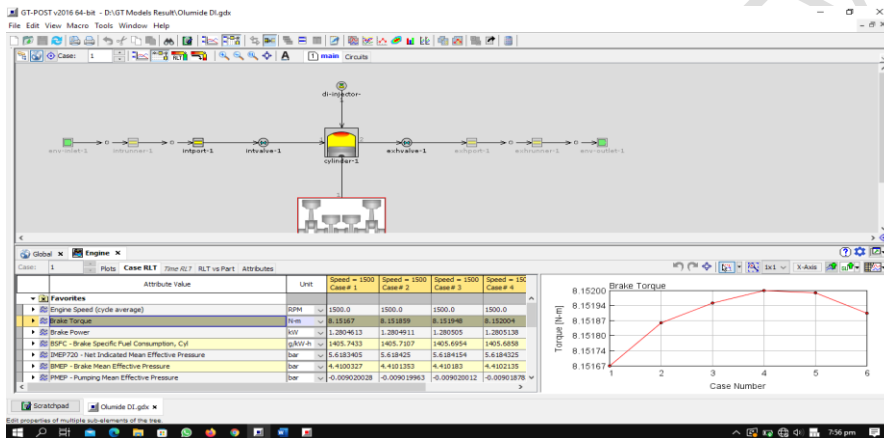 GT-POST v2016 64-bit - D:\GT Models Result\Olumide DI.gdx
File Edit View Macro Tools Window Help
Case: 1 RLT A 1 main Circuits
di-injector-
env-inlet-1 intrunner-1 intport-1 intvalve-1 cylinder-1 exhvalve-1 exhport-1 exhrunner-1 env-outlet-1
Global Engine
Case: 1 Plots Case RLT Time RLT RLT vs Part Attributes 1x1 X-Axis
Attribute Value Unit Speed = 1500 Case # 1 Speed = 1500 Case # 2 Speed = 1500 Case # 3 Speed = 150 Case # 4
Favorites
Engine Speed (cycle average) RPM 1500.0 1500.0 1500.0 1500.0
Brake Torque N-m 8.15167 8.151859 8.151948 8.152004
Brake Power kW 1.2804613 1.2804911 1.280505 1.2805138
BSFC - Brake Specific Fuel Consumption, Cyl g/kW-h 1405.7433 1405.7107 1405.6954 1405.6858
IMEP720 - Net Indicated Mean Effective Pressure bar 5.6183405 5.618425 5.6184154 5.6184325
BMEP - Brake Mean Effective Pressure bar 4.4100327 4.4101353 4.410183 4.4102135
PMEP - Pumping Mean Effective Pressure bar -0.009020028 -0.009019963 -0.009020012 -0.00901878
Brake Torque
Torque [N-m]
8.15200
8.15194
8.15187
8.15180
8.15174
8.15167
1 2 3 4 5 6
Case Number
Scratchpad Olumide DI.gdx
Edit properties of multiple sub-elements of the tree.
7:56 pm